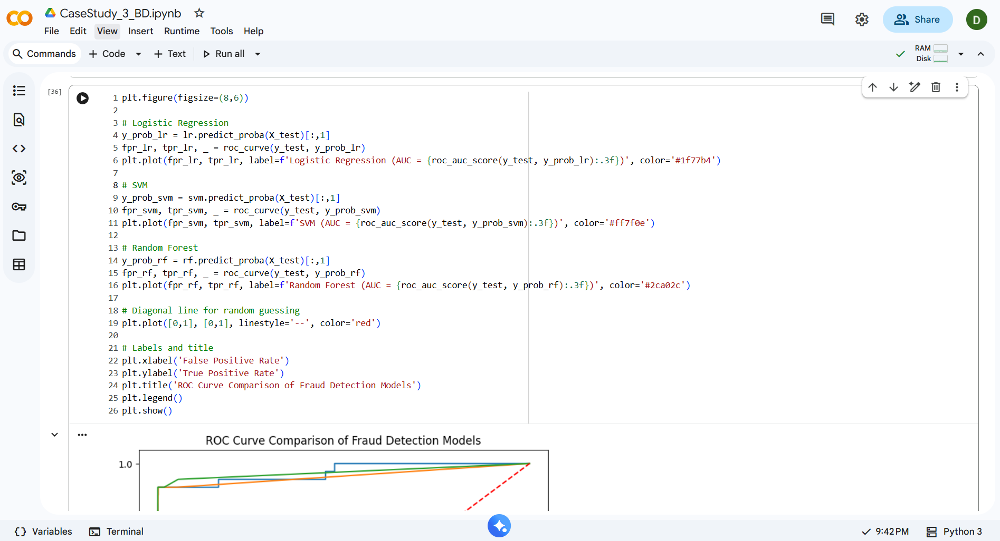 CaseStudy_3_BD.ipynb
File Edit View Insert Runtime Tools Help
Share
D
Commands + Code + Text Run all
RAM
Disk
[36]
1 plt.figure(figsize=(8,6))
2
3 # Logistic Regression
4 y_prob_lr = lr.predict_proba(X_test)[:,1]
5 fpr_lr, tpr_lr, _ = roc_curve(y_test, y_prob_lr)
6 plt.plot(fpr_lr, tpr_lr, label=f'Logistic Regression (AUC = {roc_auc_score(y_test, y_prob_lr):.3f})', color='#1f77b4')
7
8 # SVM
9 y_prob_svm = svm.predict_proba(X_test)[:,1]
10 fpr_svm, tpr_svm, _ = roc_curve(y_test, y_prob_svm)
11 plt.plot(fpr_svm, tpr_svm, label=f'SVM (AUC = {roc_auc_score(y_test, y_prob_svm):.3f})', color='#ff7f0e')
12
13 # Random Forest
14 y_prob_rf = rf.predict_proba(X_test)[:,1]
15 fpr_rf, tpr_rf, _ = roc_curve(y_test, y_prob_rf)
16 plt.plot(fpr_rf, tpr_rf, label=f'Random Forest (AUC = {roc_auc_score(y_test, y_prob_rf):.3f})', color='#2ca02c')
17
18 # Diagonal line for random guessing
19 plt.plot([0,1], [0,1], linestyle='--', color='red')
20
21 # Labels and title
22 plt.xlabel('False Positive Rate')
23 plt.ylabel('True Positive Rate')
24 plt.title('ROC Curve Comparison of Fraud Detection Models')
25 plt.legend()
26 plt.show()
ROC Curve Comparison of Fraud Detection Models
1.0
Variables Terminal
9:42 PM Python 3